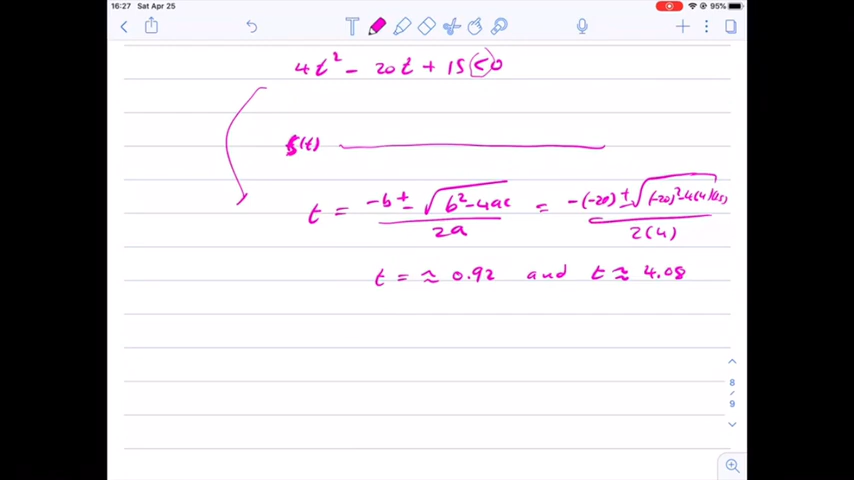 16:27 Sat Apr 25 95%
4t² - 20t + 15 < 0
f(t)
t = -b ± √b²-4ac / 2a = -(-20) ± √(-20)²-4(4)(15) / 2(4)
t = ≈ 0.92 and t ≈ 4.08
8
9